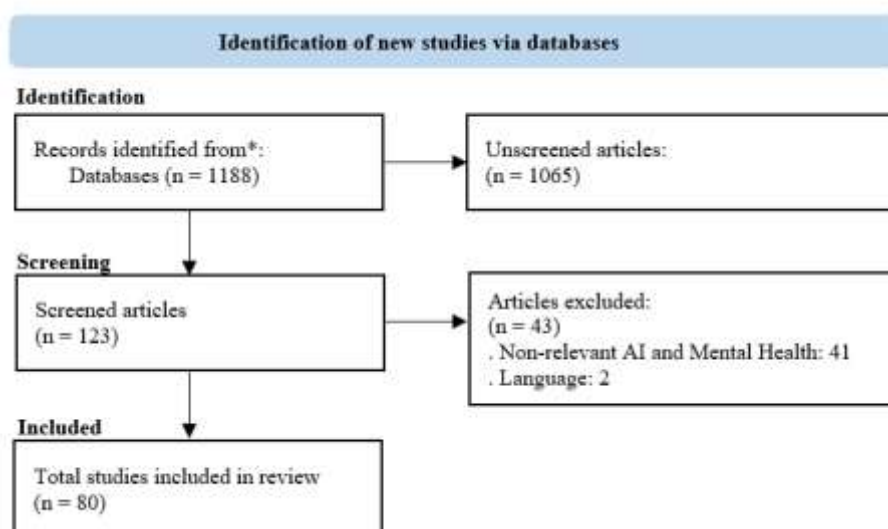 Identification of new studies via databases
Identification
Records identified from*:
Databases (n = 1188)
Unscreened articles:
(n = 1065)
Screening
Screened articles
(n = 123)
Articles excluded:
(n = 43)
. Non-relevant AI and Mental Health: 41
. Language: 2
Included
Total studies included in review
(n = 80)